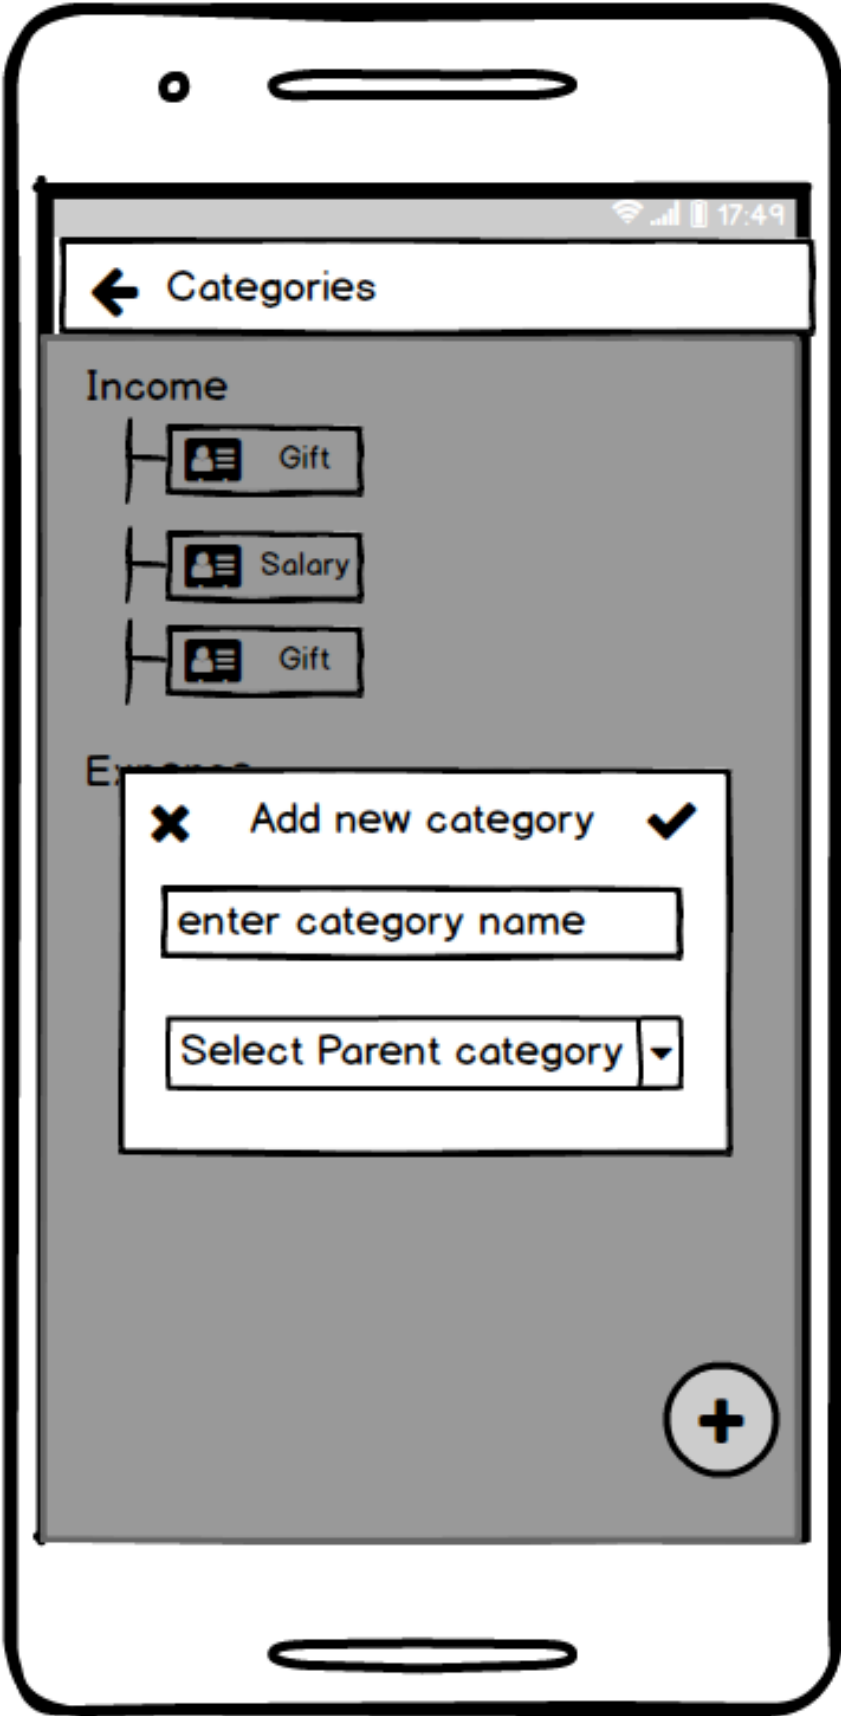 17:49
Categories
Income
Gift
Salary
Gift
Add new category
enter category name
Select Parent category